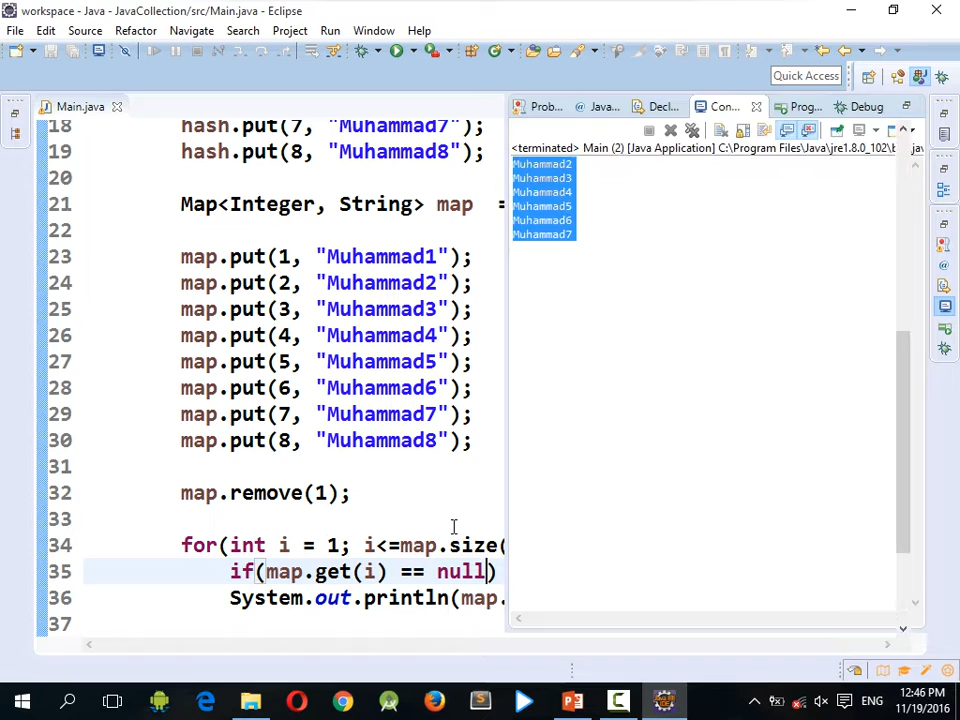 workspace - Java - JavaCollection/src/Main.java - Eclipse
File Edit Source Refactor Navigate Search Project Run Window Help
Quick Access
Main.java
Prob... Java... Decl... Con... Prog... Debug
<terminated> Main (2) [Java Application] C:\Program Files\Java\jre1.8.0_102\b
Muhammad2
Muhammad3
Muhammad4
Muhammad5
Muhammad6
Muhammad7
18 hash.put(7, "Muhammad7");
19 hash.put(8, "Muhammad8");
20
21 Map<Integer, String> map =
22
23 map.put(1, "Muhammad1");
24 map.put(2, "Muhammad2");
25 map.put(3, "Muhammad3");
26 map.put(4, "Muhammad4");
27 map.put(5, "Muhammad5");
28 map.put(6, "Muhammad6");
29 map.put(7, "Muhammad7");
30 map.put(8, "Muhammad8");
31
32 map.remove(1);
33
34 for(int i = 1; i<=map.size(
35 if(map.get(i) == null)
36 System.out.println(map.
37
ENG
12:46 PM
11/19/2016